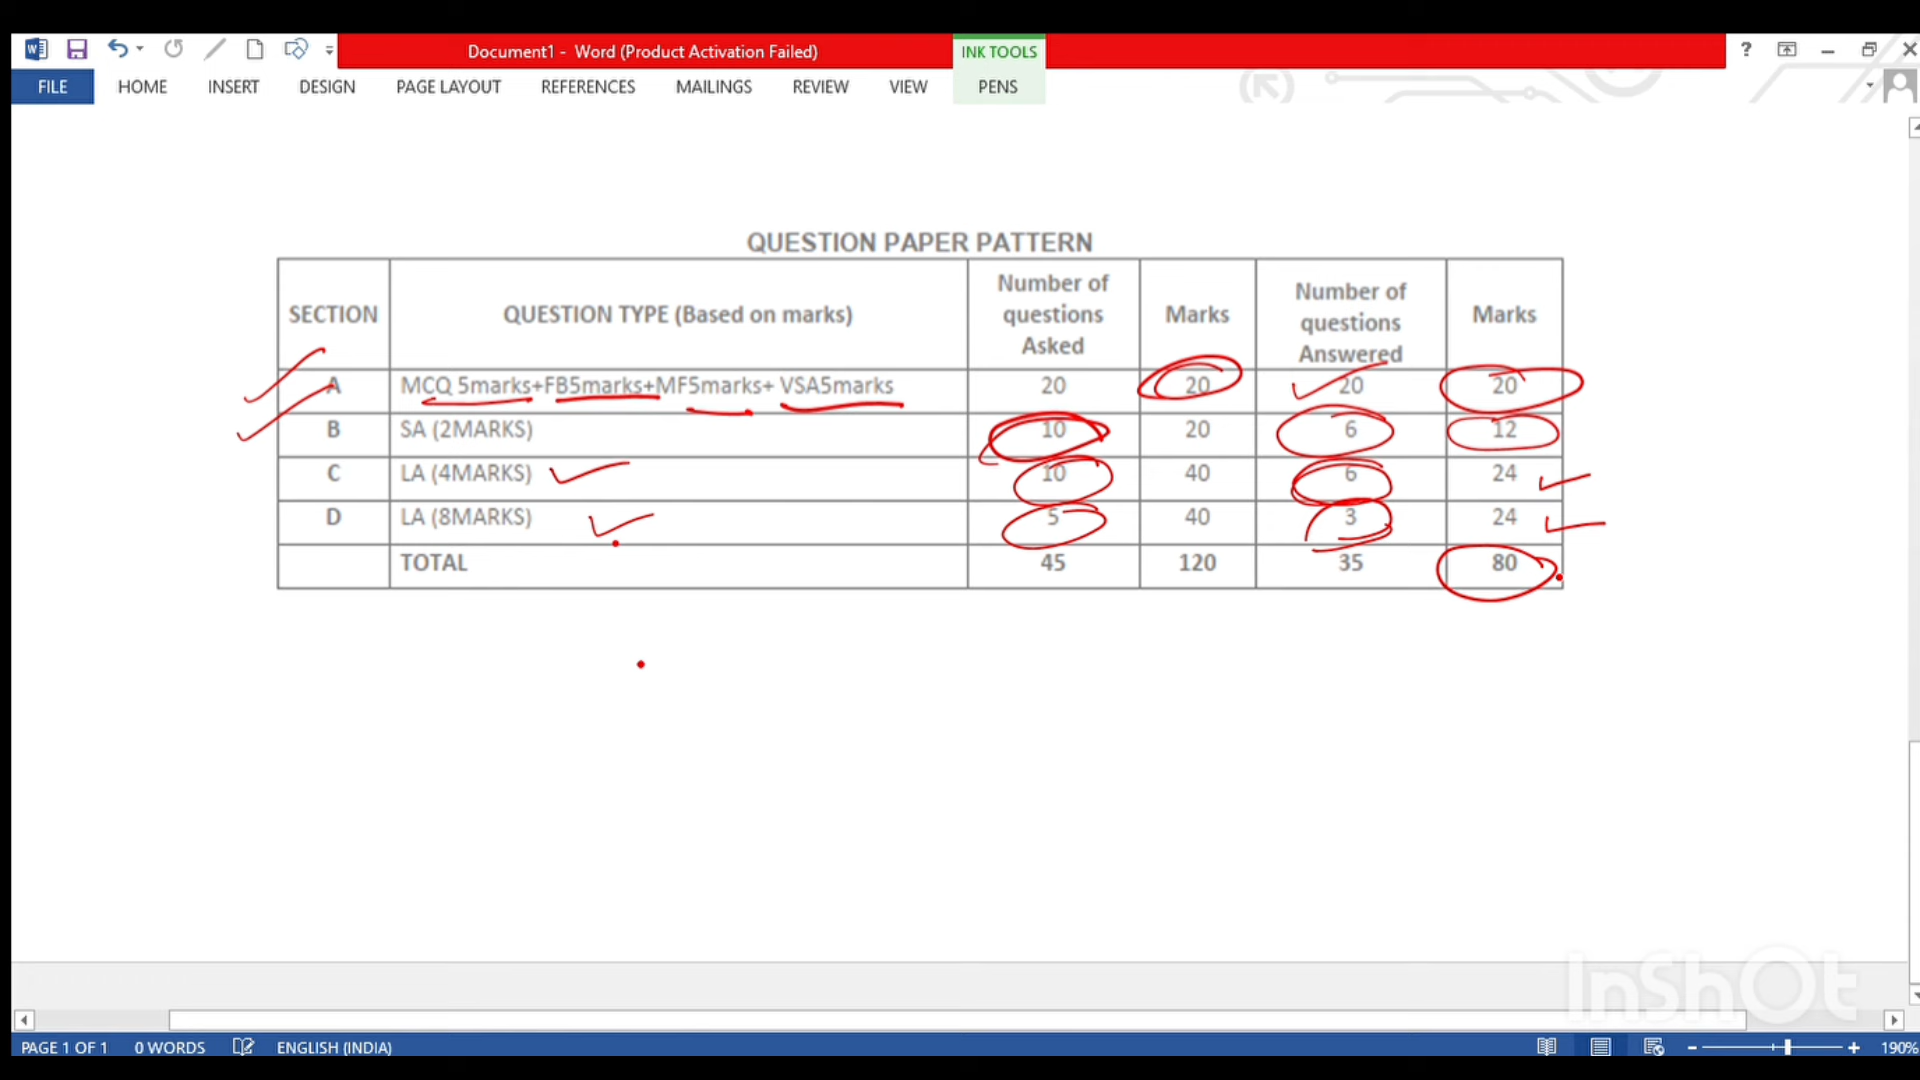 Document1 - Word (Product Activation Failed)
INK TOOLS
?
FILE
HOME
INSERT
DESIGN
PAGE LAYOUT
REFERENCES
MAILINGS
REVIEW
VIEW
PENS
QUESTION PAPER PATTERN
SECTION
QUESTION TYPE (Based on marks)
Number of
questions
Asked
Marks
Number of
questions
Answered
Marks
A MCQ 5marks+FB5marks+MF5marks+ VSA5marks 20 20 20 20
B SA (2MARKS) 10 20 6 12
C LA (4MARKS) 10 40 6 24
D LA (8MARKS) 5 40 3 24
TOTAL 45 120 35 80
InShOt
PAGE 1 OF 1 0 WORDS ENGLISH (INDIA) 190%